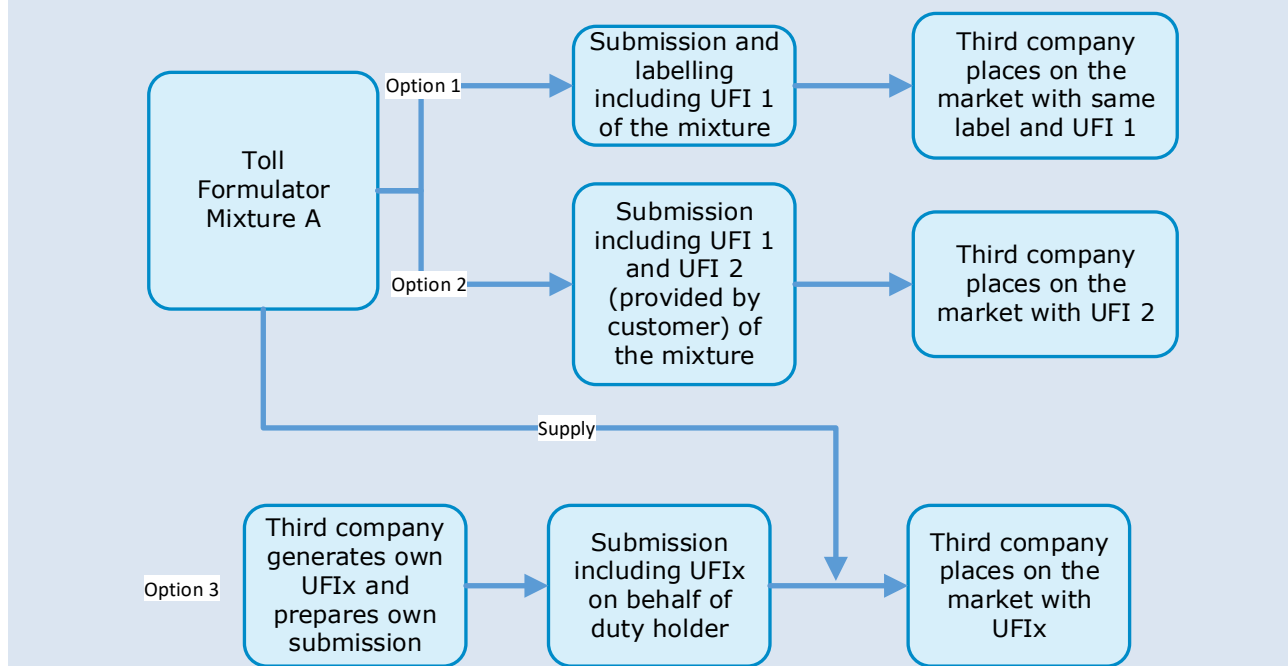 Toll
Formulator
Mixture A
Option 1
Submission and
labelling
including UFI 1
of the mixture
Third company
places on the
market with same
label and UFI 1
Option 2
Submission
including UFI 1
and UFI 2
(provided by
customer) of
the mixture
Third company
places on the
market with UFI 2
Supply
Option 3
Third company
generates own
UFIx and
prepares own
submission
Submission
including UFIx
on behalf of
duty holder
Third company
places on the
market with
UFIx